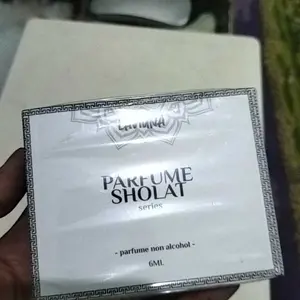 PARFUME
SHOLAT
series
- parfume non alcohol -
6ML